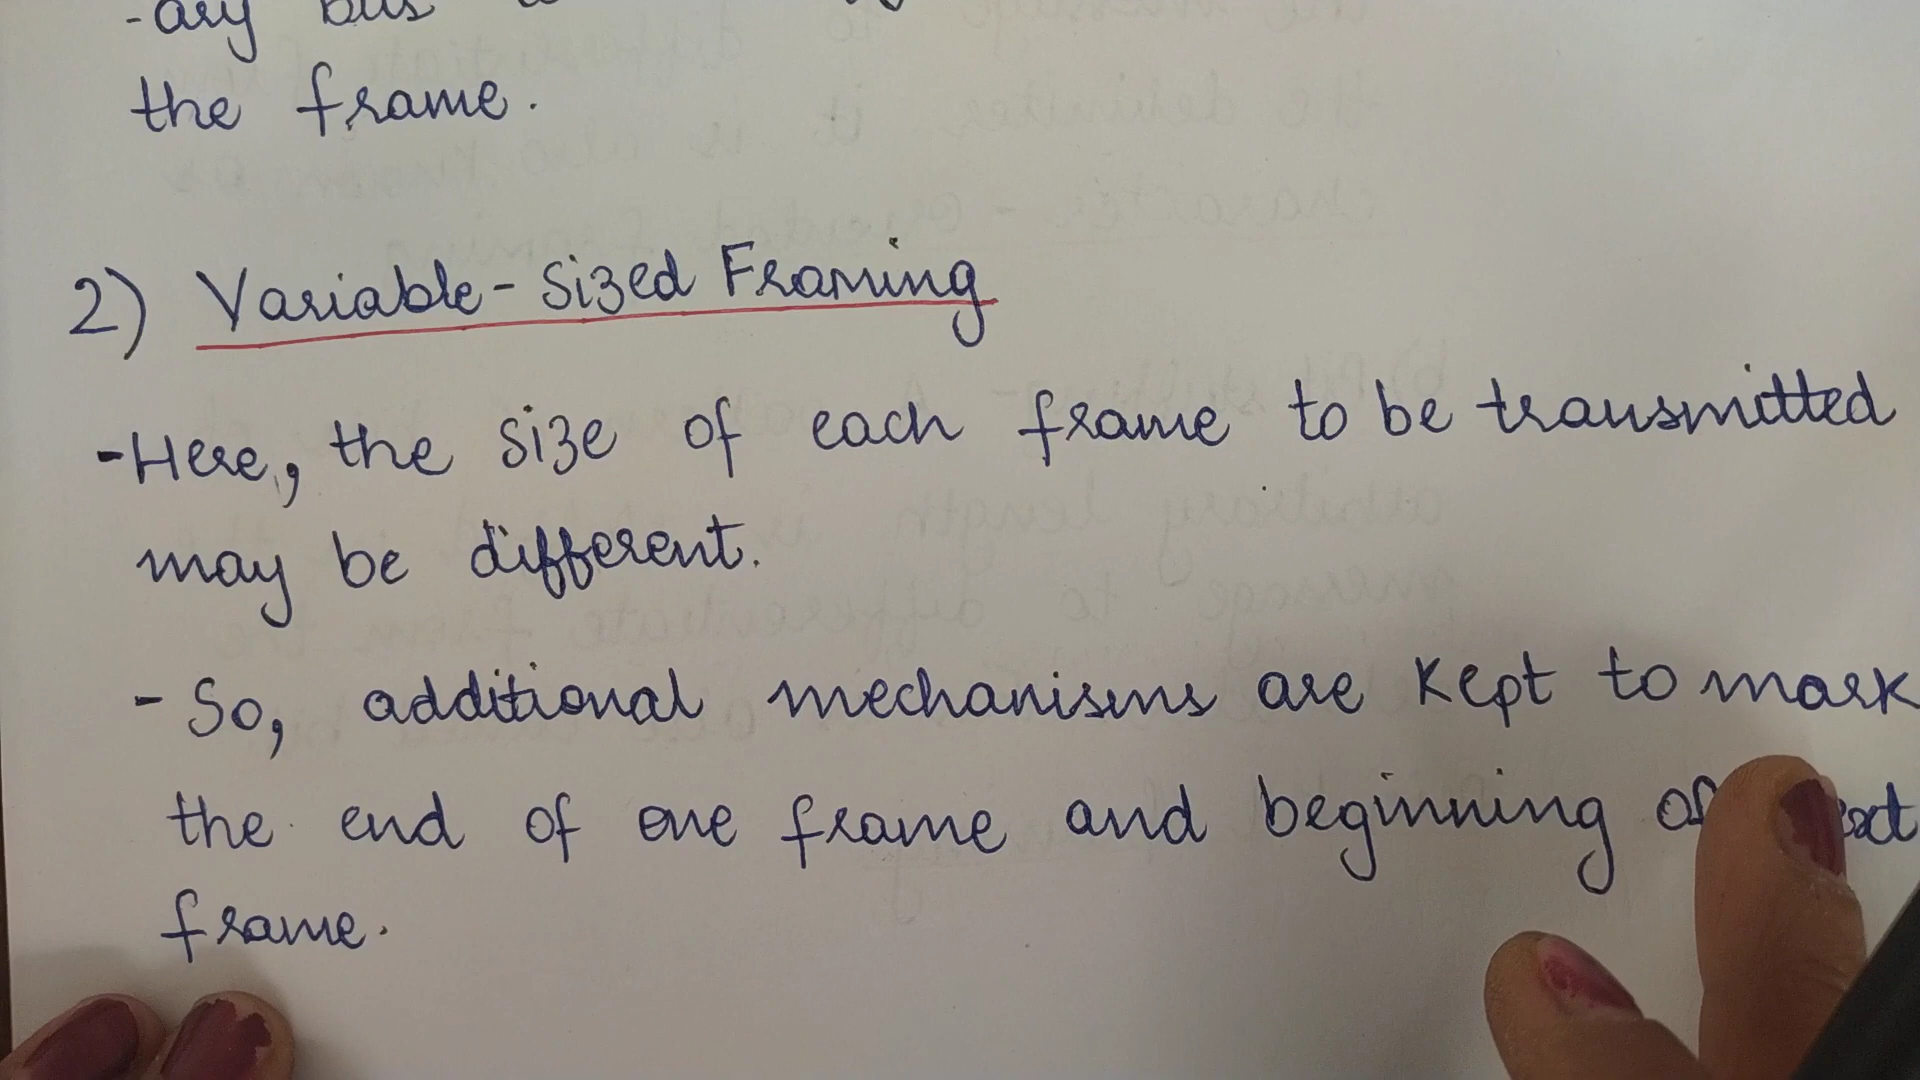 the frame.
2) Variable-Sized Framing
-Here, the size of each frame to be transmitted
may be different.
- So, additional mechanisms are kept to mark
the end of one frame and beginning of
frame.